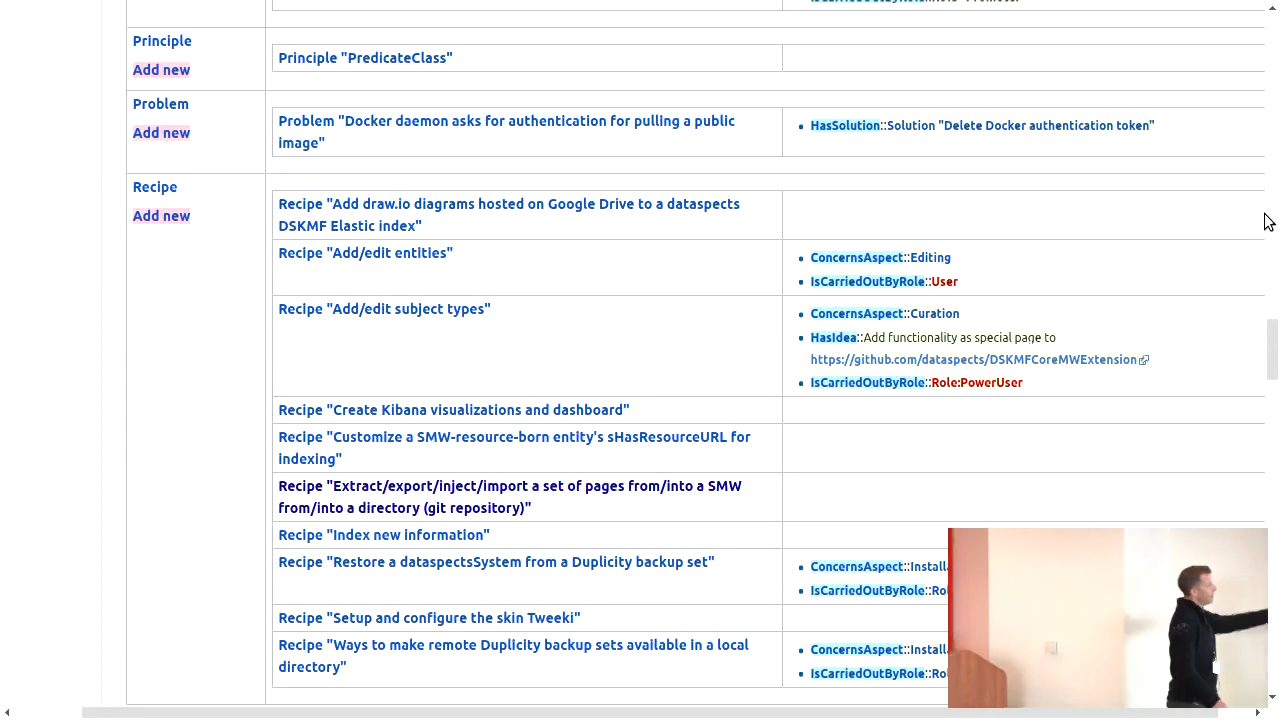 Principle
Add new
Principle "PredicateClass"
Problem
Add new
Problem "Docker daemon asks for authentication for pulling a public
image"
HasSolution::Solution "Delete Docker authentication token"
Recipe
Add new
Recipe "Add draw.io diagrams hosted on Google Drive to a dataspects
DSKMF Elastic index"
Recipe "Add/edit entities"
ConcernsAspect::Editing
IsCarriedOutByRole::User
Recipe "Add/edit subject types"
ConcernsAspect::Curation
HasIdea::Add functionality as special page to
https://github.com/dataspects/DSKMFCoreMWExtension
IsCarriedOutByRole::Role:PowerUser
Recipe "Create Kibana visualizations and dashboard"
Recipe "Customize a SMW-resource-born entity's sHasResourceURL for
indexing"
Recipe "Extract/export/inject/import a set of pages from/into a SMW
from/into a directory (git repository)"
Recipe "Index new information"
Recipe "Restore a dataspectsSystem from a Duplicity backup set"
ConcernsAspect::Install
IsCarriedOutByRole::Rol
Recipe "Setup and configure the skin Tweeki"
Recipe "Ways to make remote Duplicity backup sets available in a local
directory"
ConcernsAspect::Install
IsCarriedOutByRole::Rol